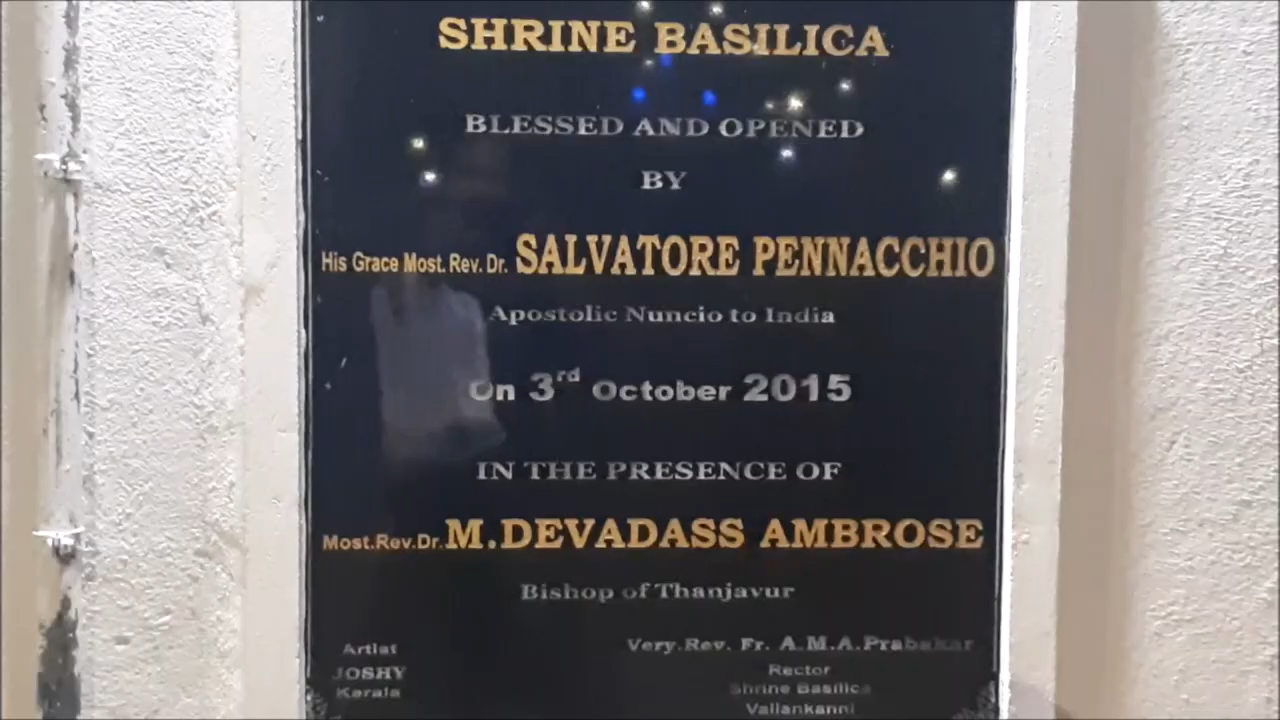 SHRINE BASILICA
BLESSED AND OPENED
BY
His Grace Most. Rev. Dr. SALVATORE PENNACCHIO
Apostolic Nuncio to India
On 3rd October 2015
IN THE PRESENCE OF
Most.Rev.Dr. M.DEVADASS AMBROSE
Bishop of Thanjavur
Artist
JOSHY
Kerala
Very.Rev. Fr. A.M.A.Prabakar
Rector
Shrine Basilica
Vailankanni